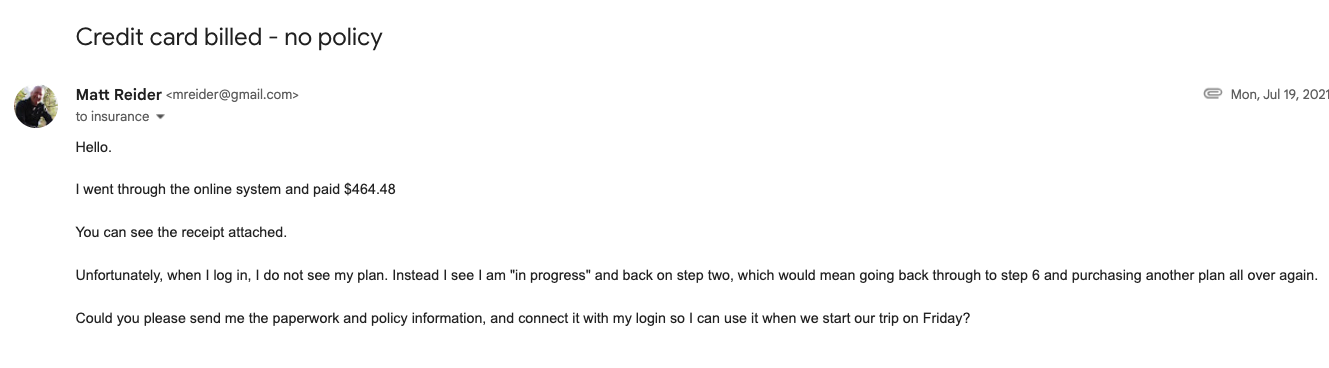 Credit card billed - no policy
Matt Reider <mreider@gmail.com>
Mon, Jul 19, 2021
to insurance
Hello.
I went through the online system and paid $464.48
You can see the receipt attached.
Unfortunately, when I log in, I do not see my plan. Instead I see I am "in progress" and back on step two, which would mean going back through to step 6 and purchasing another plan all over again.
Could you please send me the paperwork and policy information, and connect it with my login so I can use it when we start our trip on Friday?